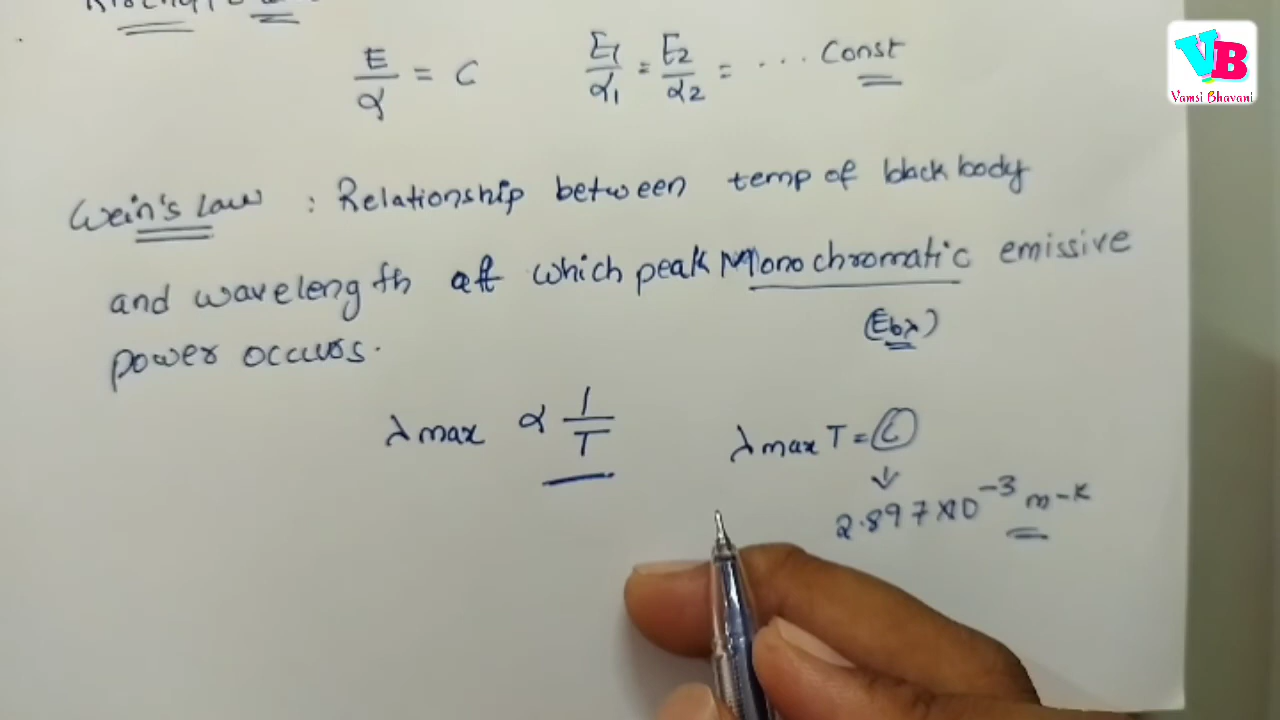 E/α = C E1/α1 = E2/α2 = ... Const
Wein's Law : Relationship between temp of black body
and wavelength at which peak Monochromatic emissive
(Ebλ)
power occurs.
λmax α 1/T λmax T = C
↓
2.897×10⁻³ m-k
VB
Vamsi Bhavani